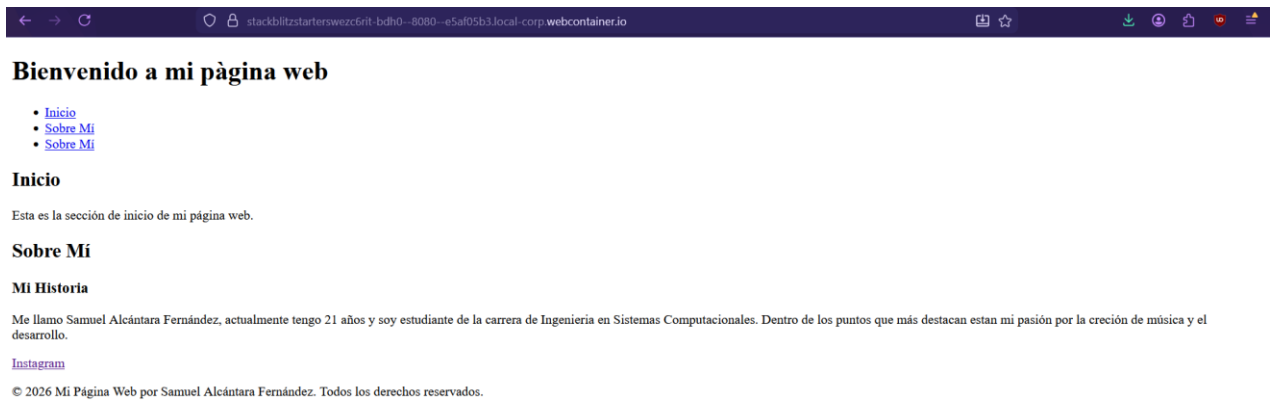 stackblitzstarterswezc6rit-bdh0--8080--e5af05b3.local-corp.webcontainer.io
Bienvenido a mi pàgina web
Inicio
Sobre Mí
Sobre Mí
Inicio
Esta es la sección de inicio de mi página web.
Sobre Mí
Mi Historia
Me llamo Samuel Alcántara Fernández, actualmente tengo 21 años y soy estudiante de la carrera de Ingenieria en Sistemas Computacionales. Dentro de los puntos que más destacan estan mi pasión por la creción de música y el
desarrollo.
Instagram
© 2026 Mi Página Web por Samuel Alcántara Fernández. Todos los derechos reservados.